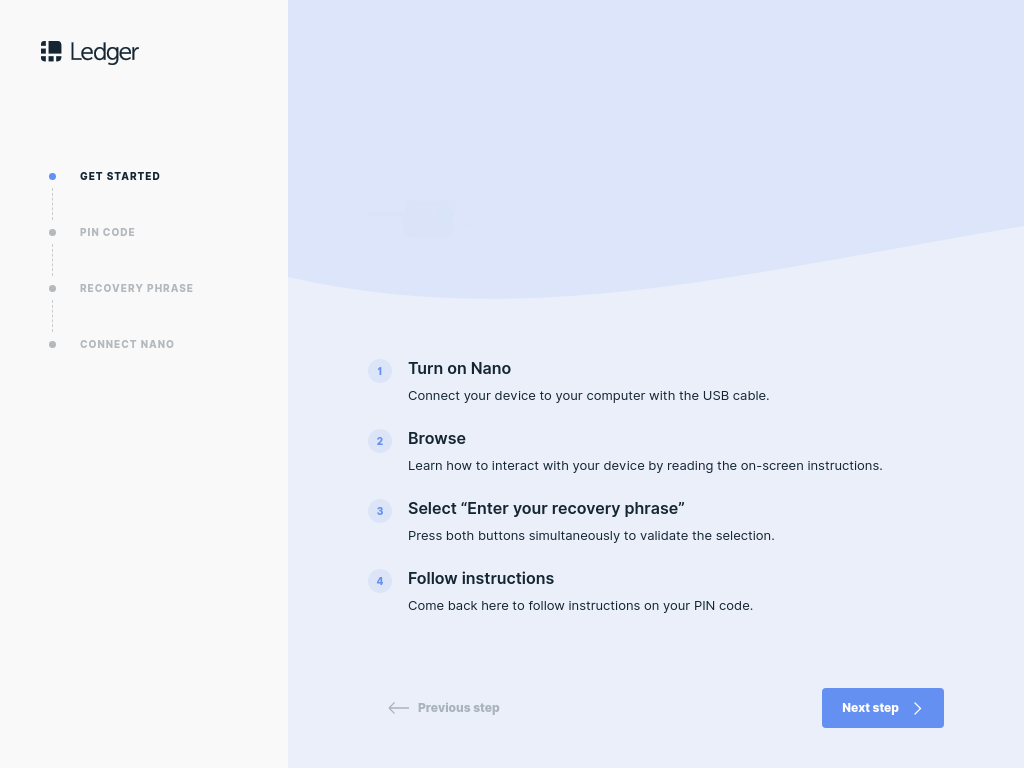 Ledger
GET STARTED
PIN CODE
RECOVERY PHRASE
CONNECT NANO
1
Turn on Nano
Connect your device to your computer with the USB cable.
2
Browse
Learn how to interact with your device by reading the on-screen instructions.
3
Select “Enter your recovery phrase”
Press both buttons simultaneously to validate the selection.
4
Follow instructions
Come back here to follow instructions on your PIN code.
Previous step
Next step